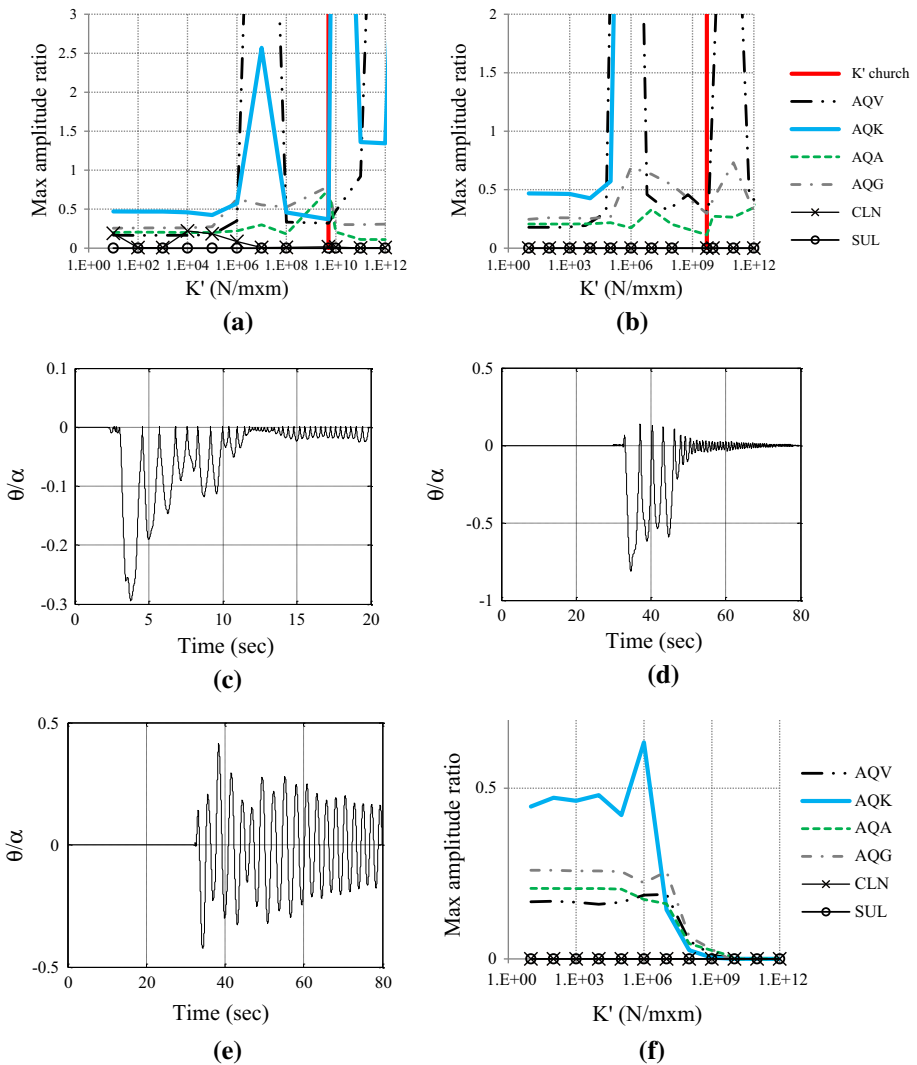 3
2.5
2
1.5
1
0.5
0
Max amplitude ratio
1.E+00
1.E+02
1.E+04
1.E+06
1.E+08
1.E+10
1.E+12
K' (N/mxm)
(a)
2
1.5
1
0.5
0
Max amplitude ratio
1.E+00
1.E+03
1.E+06
1.E+09
1.E+12
K' (N/mxm)
(b)
K' church
AQV
AQK
AQA
AQG
CLN
SUL
0.1
0
-0.1
-0.2
-0.3
θ/α
0
5
10
15
20
Time (sec)
(c)
0.5
0
-0.5
-1
θ/α
0
20
40
60
80
Time (sec)
(d)
0.5
0
-0.5
θ/α
0
20
40
60
80
Time (sec)
(e)
0.5
0
Max amplitude ratio
1.E+00
1.E+03
1.E+06
1.E+09
1.E+12
K' (N/mxm)
(f)
AQV
AQK
AQA
AQG
CLN
SUL